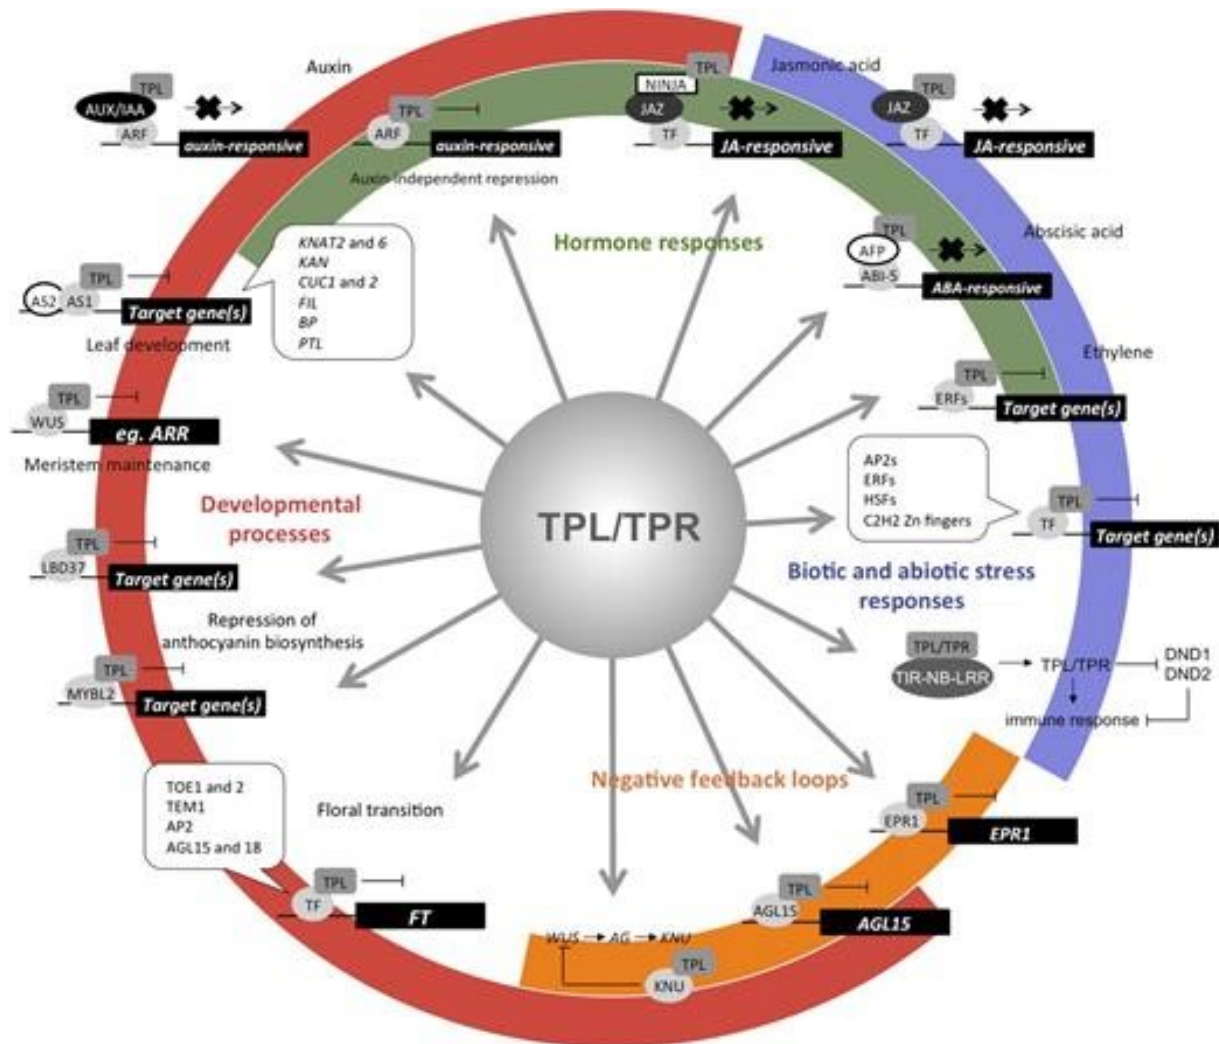 Auxin
TPL
AUX/IAA
ARF
auxin-responsive
TPL
ARF
auxin-responsive
Auxin-independent repression
TPL
NINJA
JAZ
TF
JA-responsive
Jasmonic acid
TPL
JAZ
TF
JA-responsive
Hormone responses
Abscisic acid
TPL
AFP
ABI-5
ABA-responsive
KNAT2 and 6
KAN
CUC1 and 2
FIL
BP
PTL
TPL
AS2
AS1
Target gene(s)
Leaf development
Ethylene
TPL
ERFs
Target gene(s)
TPL
WUS
eg. ARR
Meristem maintenance
AP2s
ERFs
HSFs
C2H2 Zn fingers
TPL
TF
Target gene(s)
Developmental
processes
TPL/TPR
TPL
LBD37
Target gene(s)
Biotic and abiotic stress
responses
Repression of
anthocyanin biosynthesis
TPL
MYBL2
Target gene(s)
TPL/TPR
TIR-NB-LRR
TPL/TPR
DND1
DND2
immune response
Negative feedback loops
TOE1 and 2
TEM1
AP2
AGL15 and 18
Floral transition
TPL
TF
FT
TPL
EPR1
EPR1
TPL
AGL15
AGL15
WUS AG KNU
TPL
KNU